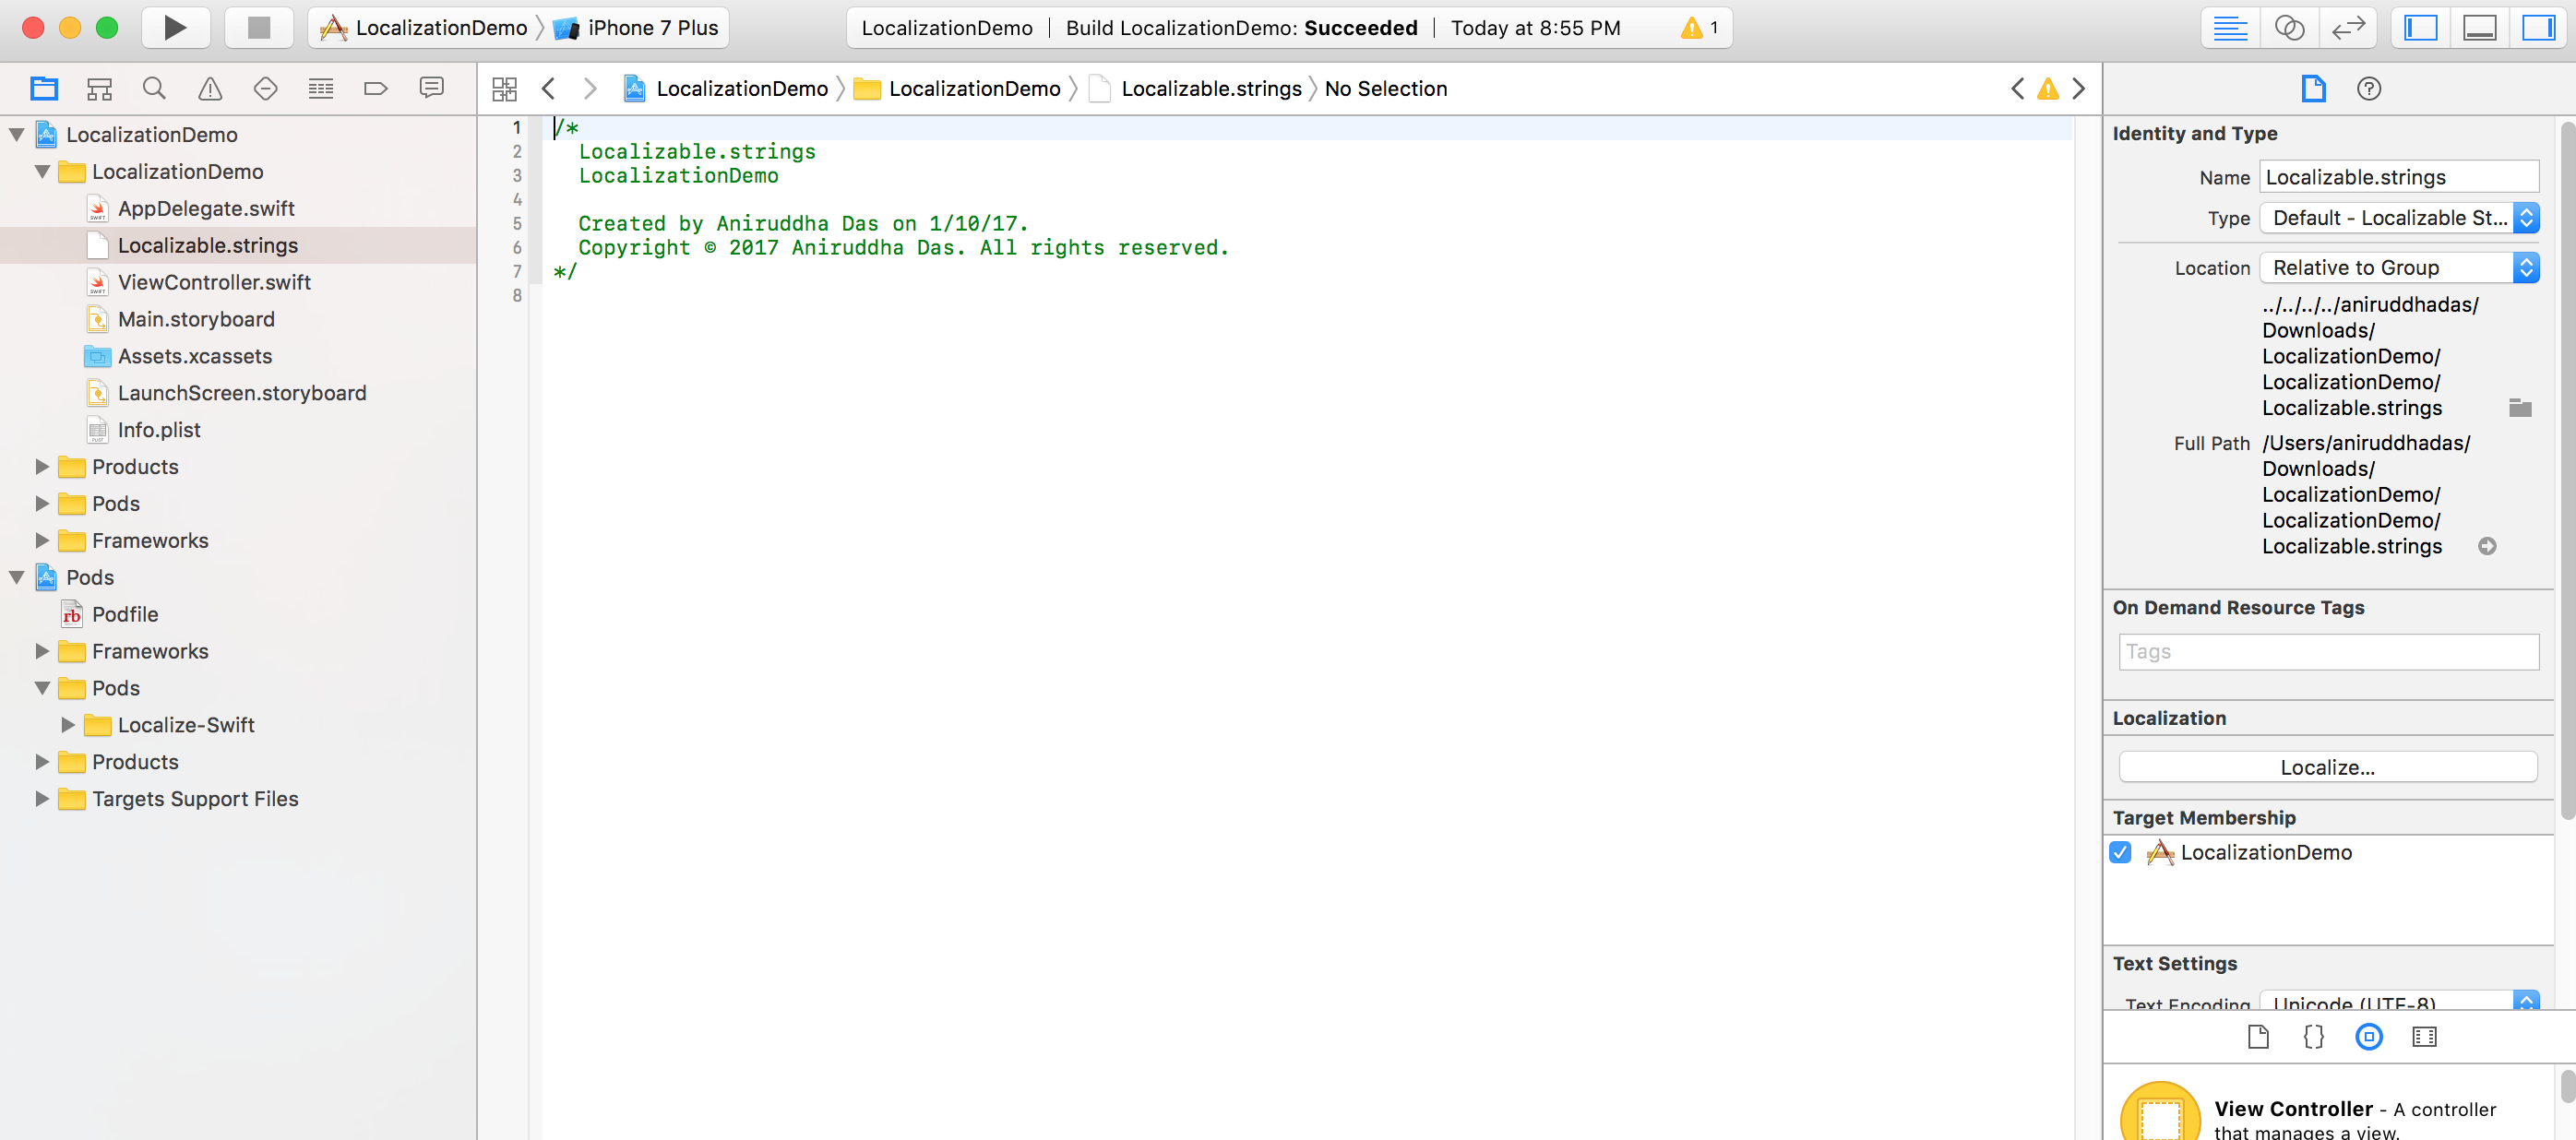 LocalizationDemo iPhone 7 Plus
LocalizationDemo | Build LocalizationDemo: Succeeded | Today at 8:55 PM 1
LocalizationDemo LocalizationDemo Localizable.strings No Selection
LocalizationDemo
LocalizationDemo
AppDelegate.swift
Localizable.strings
ViewController.swift
Main.storyboard
Assets.xcassets
LaunchScreen.storyboard
Info.plist
Products
Pods
Frameworks
Pods
Podfile
Frameworks
Pods
Localize-Swift
Products
Targets Support Files
1 /*
2 Localizable.strings
3 LocalizationDemo
4
5 Created by Aniruddha Das on 1/10/17.
6 Copyright © 2017 Aniruddha Das. All rights reserved.
7 */
8
Identity and Type
Name Localizable.strings
Type Default - Localizable St...
Location Relative to Group
../../../../aniruddhadas/
Downloads/
LocalizationDemo/
LocalizationDemo/
Localizable.strings
Full Path /Users/aniruddhadas/
Downloads/
LocalizationDemo/
LocalizationDemo/
Localizable.strings
On Demand Resource Tags
Tags
Localization
Localize...
Target Membership
LocalizationDemo
Text Settings
Text Encoding Unicode (UTF-8)
View Controller - A controller
that manages a view.